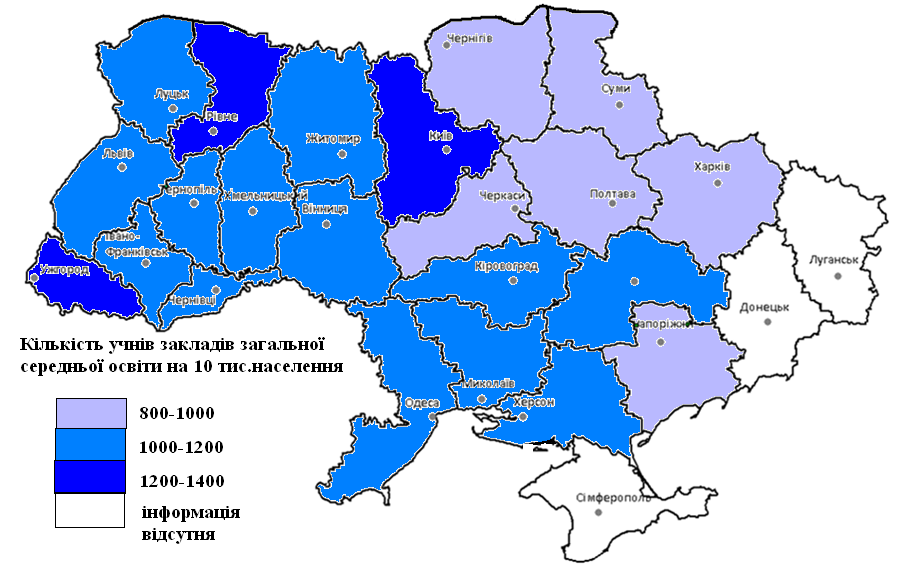 Чернігів
Суми
Луцьк
Рівне
Житомир
Київ
Львів
Харків
ернопіль
Хмельницький
Вінниця
Черкаси
Полтава
Івано-
Франківськ
Ужгород
Чернівці
Кіровоград
Луганськ
Донецьк
апоріжжя
Миколаїв
Одеса
Херсон
Сімферополь
Кількість учнів закладів загальної
середньої освіти на 10 тис.населення
800-1000
1000-1200
1200-1400
інформація
відсутня